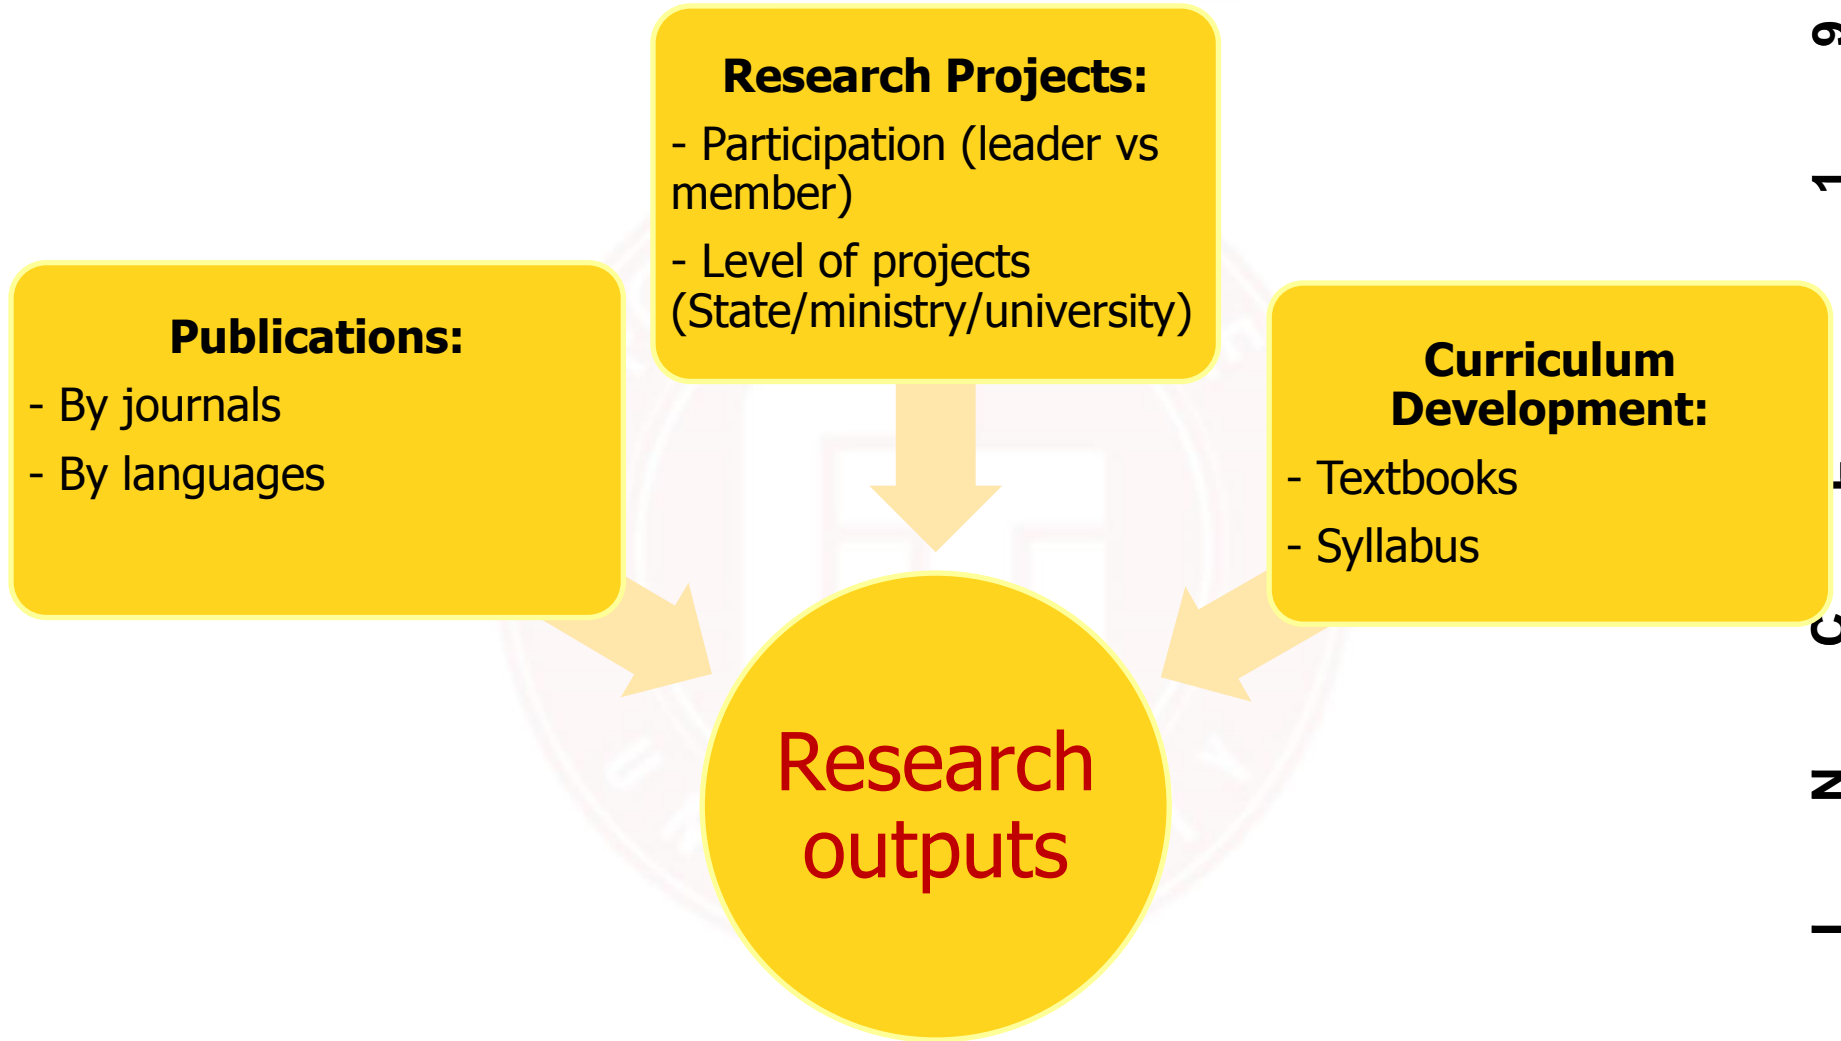 Research Projects:
- Participation (leader vs
member)
- Level of projects
(State/ministry/university)
Publications:
- By journals
- By languages
Curriculum
Development:
- Textbooks
- Syllabus
Research
outputs